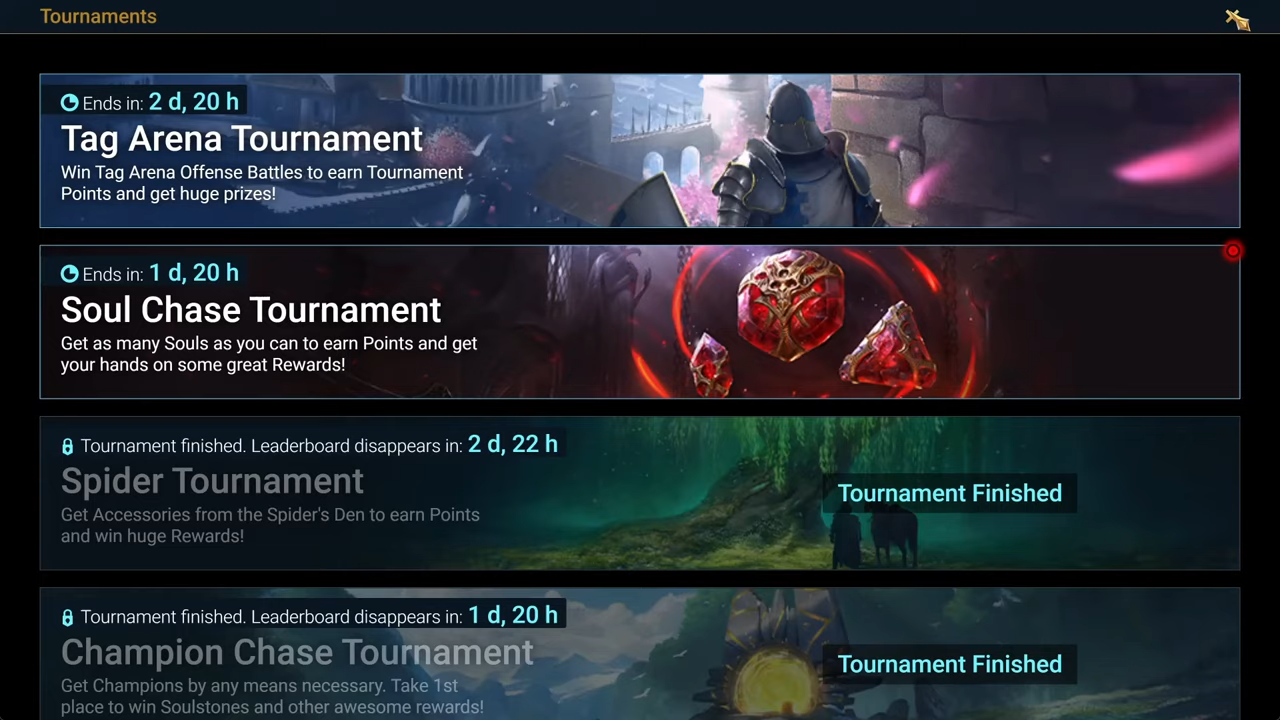 Tournaments
Ends in: 2 d, 20 h
Tag Arena Tournament
Win Tag Arena Offense Battles to earn Tournament
Points and get huge prizes!
Ends in: 1 d, 20 h
Soul Chase Tournament
Get as many Souls as you can to earn Points and get
your hands on some great Rewards!
Tournament finished. Leaderboard disappears in: 2 d, 22 h
Spider Tournament
Get Accessories from the Spider's Den to earn Points
and win huge Rewards!
Tournament Finished
Tournament finished. Leaderboard disappears in: 1 d, 20 h
Champion Chase Tournament
Get Champions by any means necessary. Take 1st
place to win Soulstones and other awesome rewards!
Tournament Finished